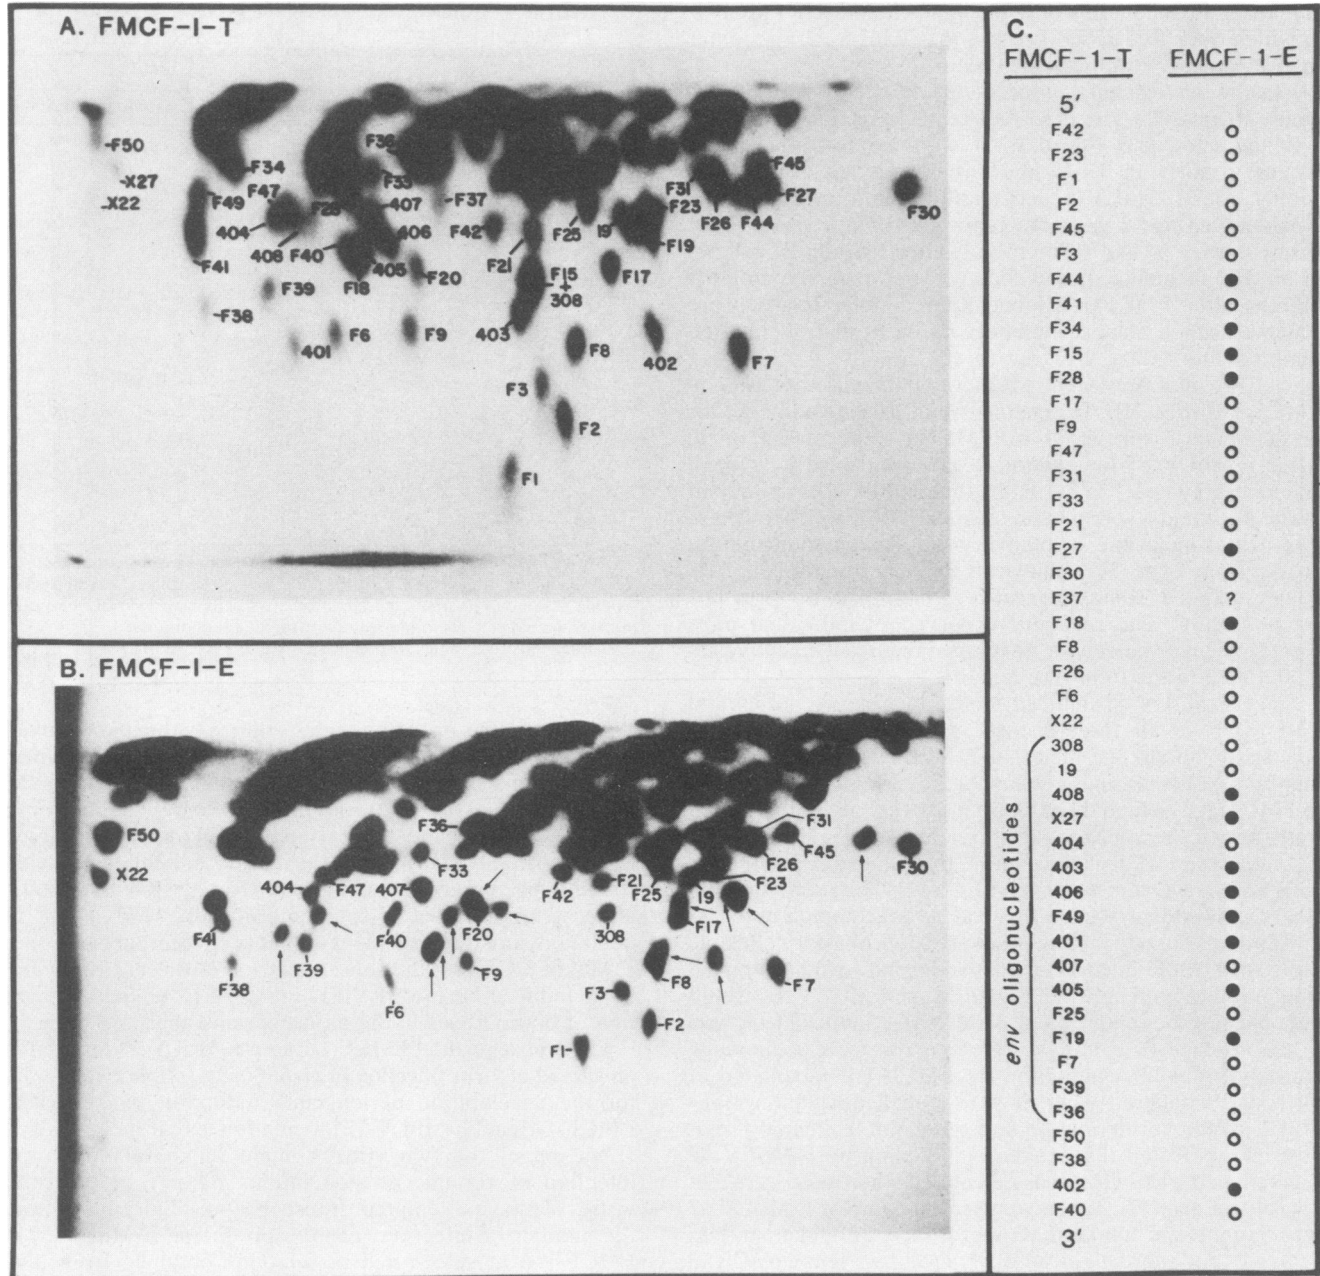 A. FMCF-I-T
F50
X27
X22
F34
F49
F47
F28
F36
F33
407
F37
404
408
F40
406
405
F41
F18
F20
F42
F21
F25
19
F31
F23
F26
F44
F45
F27
F30
F19
F15
+
308
F17
F39
F38
401
F6
F9
403
F8
402
F7
F3
F2
F1
B. FMCF-I-E
F50
X22
F36
F33
F31
F45
F26
F30
404
F47
407
F42
F21
F25
19
F23
F41
F40
F20
308
F17
F38
F39
F9
F6
F8
F7
F3
F2
F1
C.
FMCF-1-T FMCF-1-E
5'
F42 ○
F23 ○
F1 ○
F2 ○
F45 ○
F3 ○
F44 ●
F41 ○
F34 ●
F15 ●
F28 ●
F17 ○
F9 ○
F47 ○
F31 ○
F33 ○
F21 ○
F27 ●
F30 ○
F37 ?
F18 ●
F8 ○
F26 ○
F6 ○
X22 ○
env oligonucleotides
308 ○
19 ○
408 ●
X27 ●
404 ○
403 ●
406 ●
F49 ●
401 ●
407 ○
405 ●
F25 ○
F19 ●
F7 ○
F39 ○
F36 ○
F50 ○
F38 ○
402 ●
F40 ○
3'